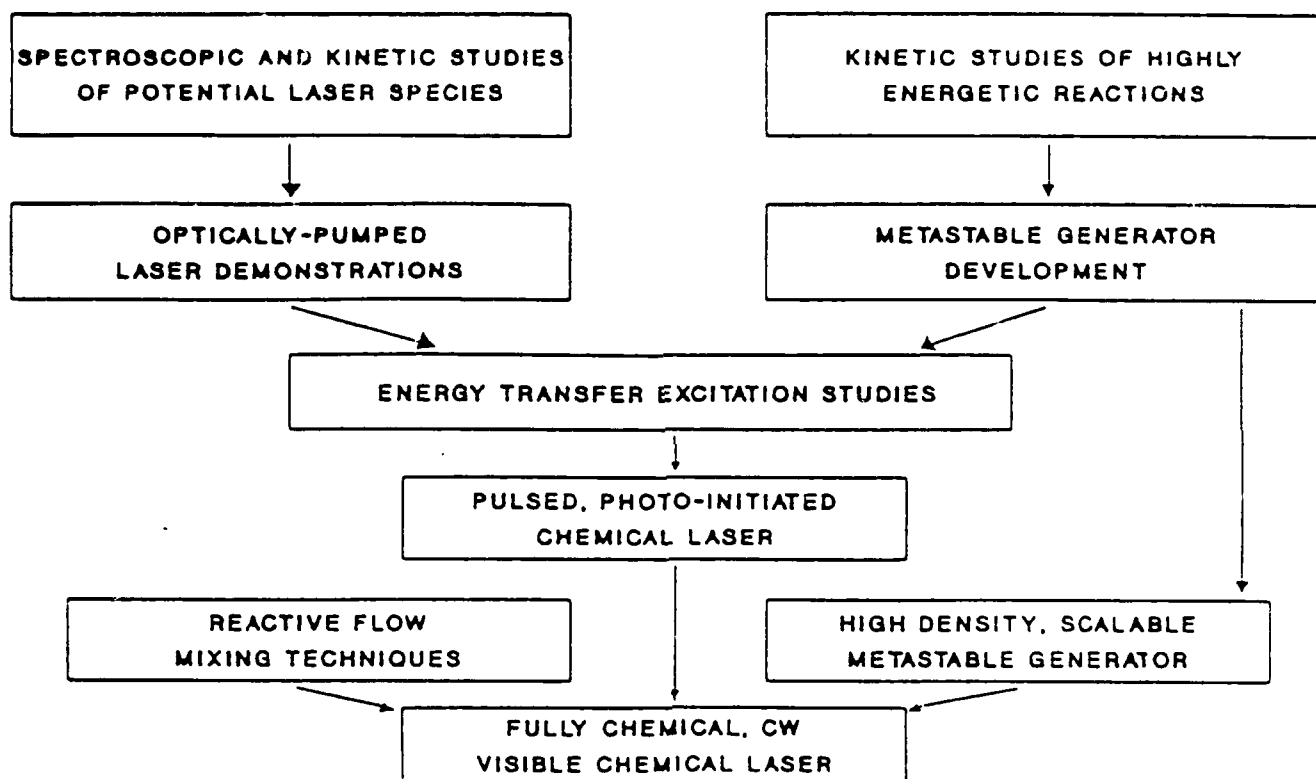 SPECTROSCOPIC AND KINETIC STUDIES
OF POTENTIAL LASER SPECIES
KINETIC STUDIES OF HIGHLY
ENERGETIC REACTIONS
OPTICALLY-PUMPED
LASER DEMONSTRATIONS
METASTABLE GENERATOR
DEVELOPMENT
ENERGY TRANSFER EXCITATION STUDIES
PULSED, PHOTO-INITIATED
CHEMICAL LASER
REACTIVE FLOW
MIXING TECHNIQUES
HIGH DENSITY, SCALABLE
METASTABLE GENERATOR
FULLY CHEMICAL, CW
VISIBLE CHEMICAL LASER